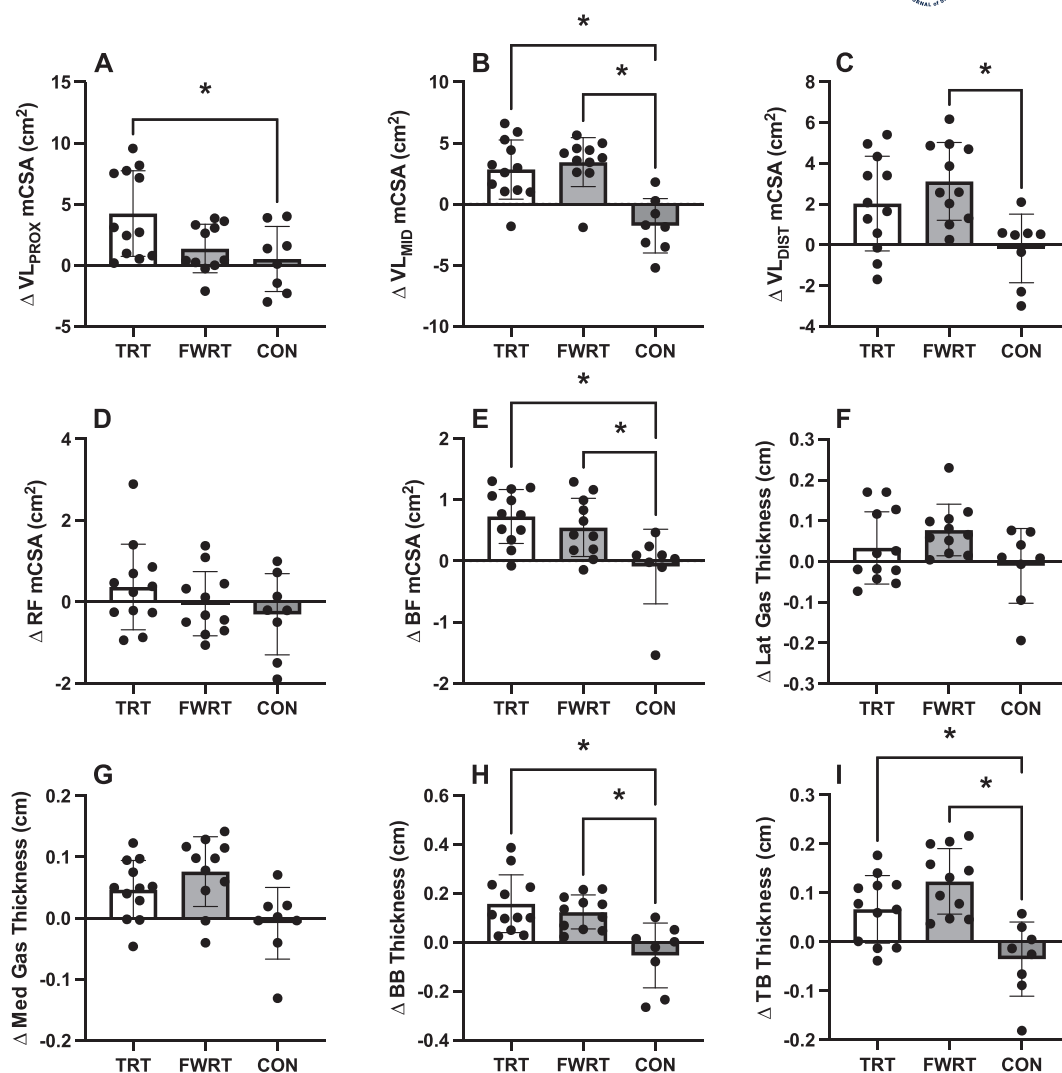 A
*
Δ VLPROX mCSA (cm2)
15
10
5
0
-5
TRT FWRT CON
B
*
*
Δ VLMID mCSA (cm2)
10
5
0
-5
-10
TRT FWRT CON
C
*
Δ VLDIST mCSA (cm2)
8
6
4
2
0
-2
-4
TRT FWRT CON
D
Δ RF mCSA (cm2)
4
2
0
-2
TRT FWRT CON
E
*
*
Δ BF mCSA (cm2)
2
1
0
-1
-2
TRT FWRT CON
F
Δ Lat Gas Thickness (cm)
0.3
0.2
0.1
0.0
-0.1
-0.2
-0.3
TRT FWRT CON
G
Δ Med Gas Thickness (cm)
0.2
0.1
0.0
-0.1
-0.2
TRT FWRT CON
H
*
*
Δ BB Thickness (cm)
0.6
0.4
0.2
0.0
-0.2
-0.4
TRT FWRT CON
I
*
*
Δ TB Thickness (cm)
0.3
0.2
0.1
0.0
-0.1
-0.2
TRT FWRT CON